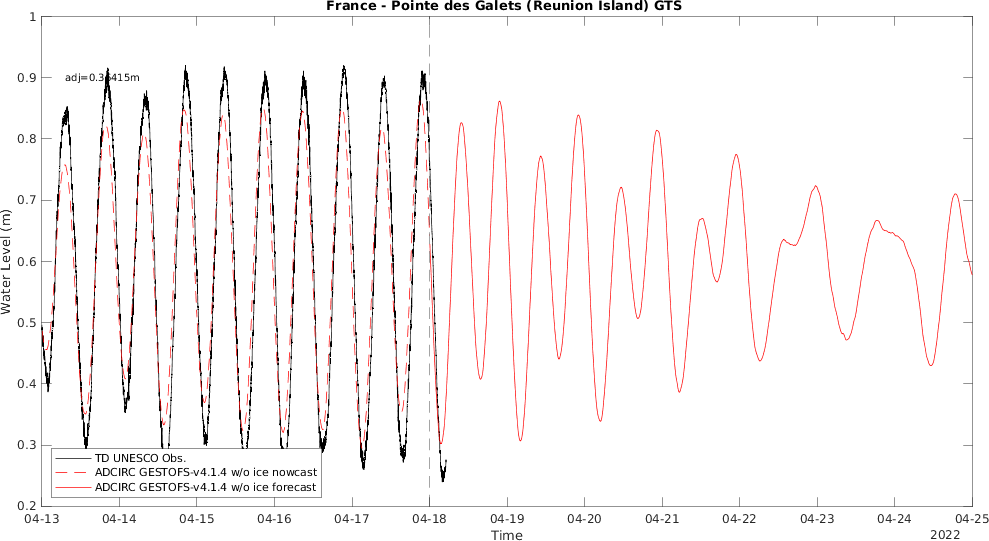 France - Pointe des Galets (Reunion Island) GTS
1
0.9
0.8
0.7
0.6
0.5
0.4
0.3
0.2
Water Level (m)
TD UNESCO Obs.
ADCIRC GESTOFS-v4.1.4 w/o ice nowcast
ADCIRC GESTOFS-v4.1.4 w/o ice forecast
04-13 04-14 04-15 04-16 04-17 04-18 04-19 04-20 04-21 04-22 04-23 04-24 04-25
Time
2022